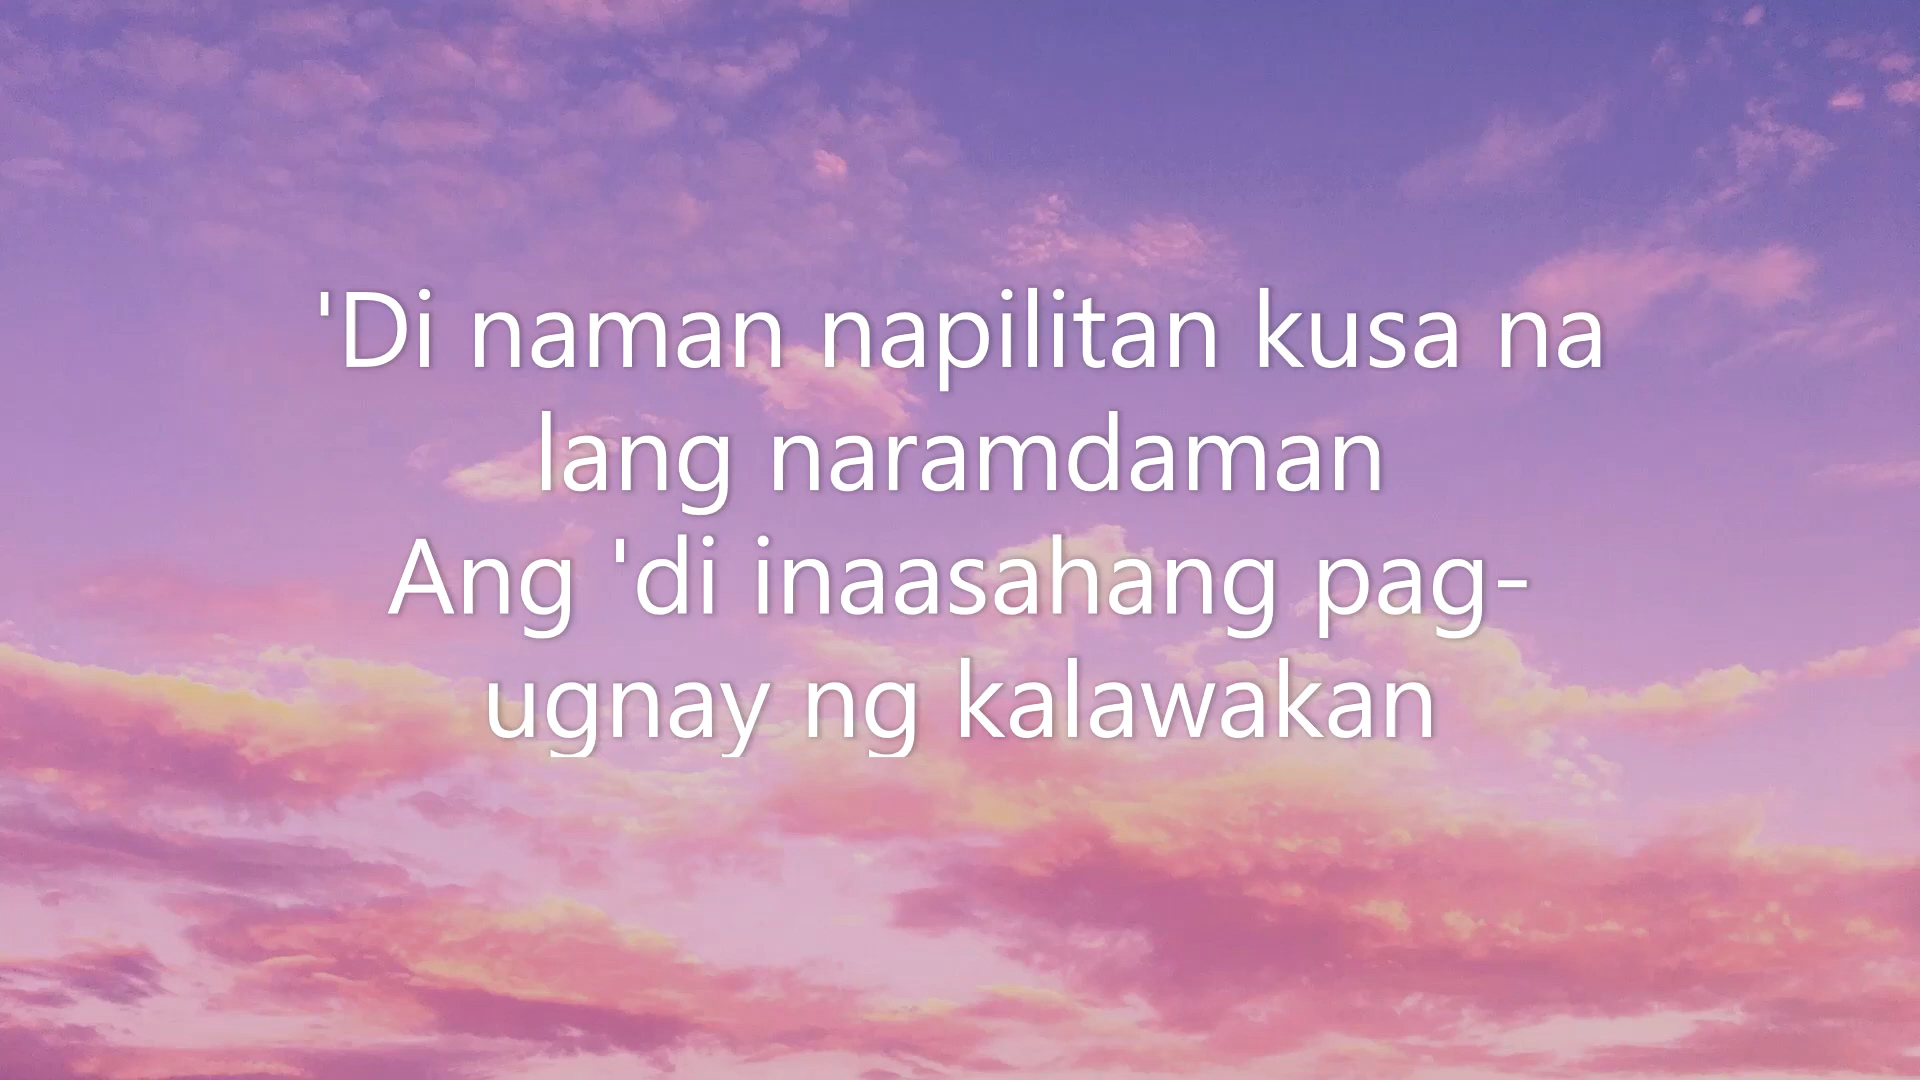 'Di naman napilitan kusa na
lang naramdaman
Ang 'di inaasahang pag-
ugnay ng kalawakan